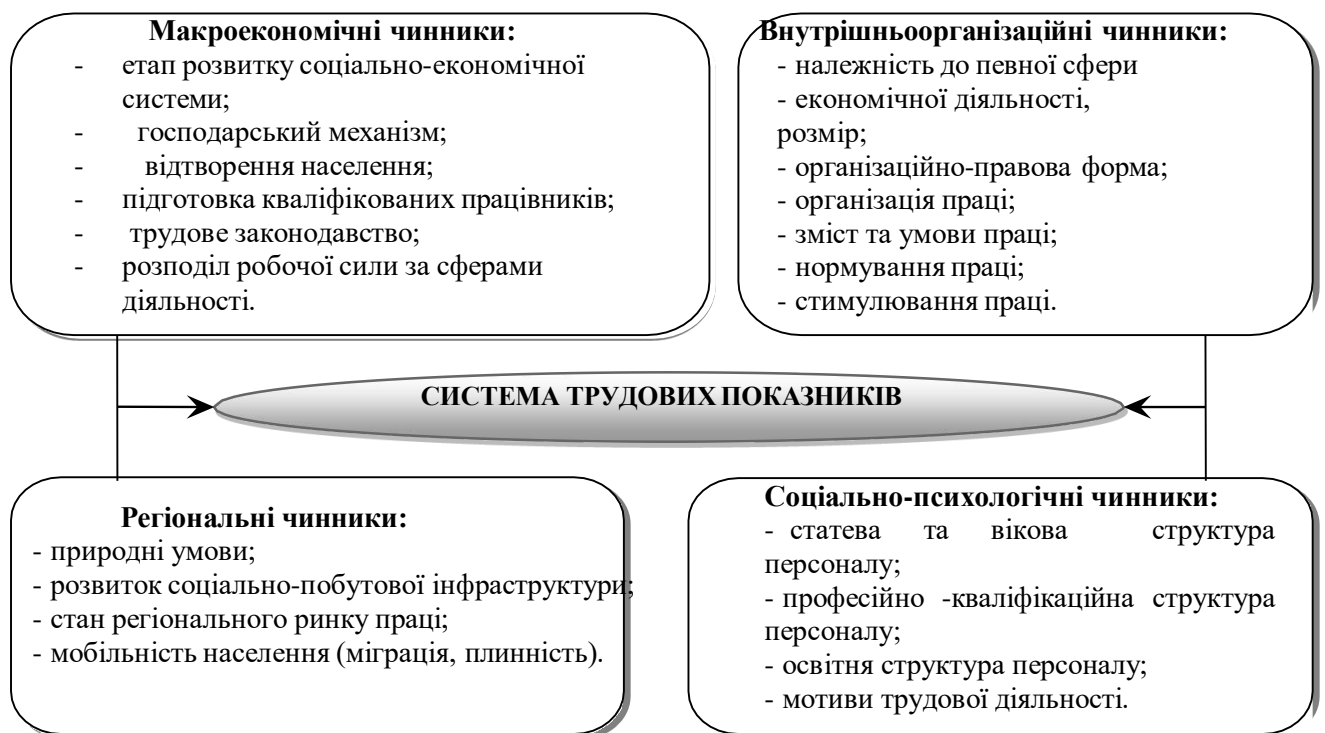 Макроекономічні чинники:
- етап розвитку соціально-економічної
системи;
- господарський механізм;
- відтворення населення;
- підготовка кваліфікованих працівників;
- трудове законодавство;
- розподіл робочої сили за сферами
діяльності.
Внутрішньоорганізаційні чинники:
- належність до певної сфери
- економічної діяльності,
розмір;
- організаційно-правова форма;
- організація праці;
- зміст та умови праці;
- нормування праці;
- стимулювання праці.
СИСТЕМА ТРУДОВИХ ПОКАЗНИКІВ
Регіональні чинники:
- природні умови;
- розвиток соціально-побутової інфраструктури;
- стан регіонального ринку праці;
- мобільність населення (міграція, плинність).
Соціально-психологічні чинники:
- статева та вікова структура
персоналу;
- професійно -кваліфікаційна структура
персоналу;
- освітня структура персоналу;
- мотиви трудової діяльності.